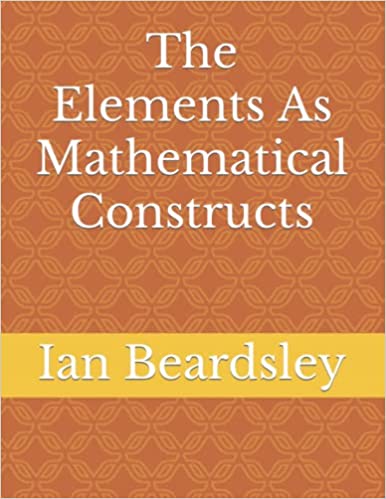 The
Elements As
Mathematical
Constructs
Ian Beardsley